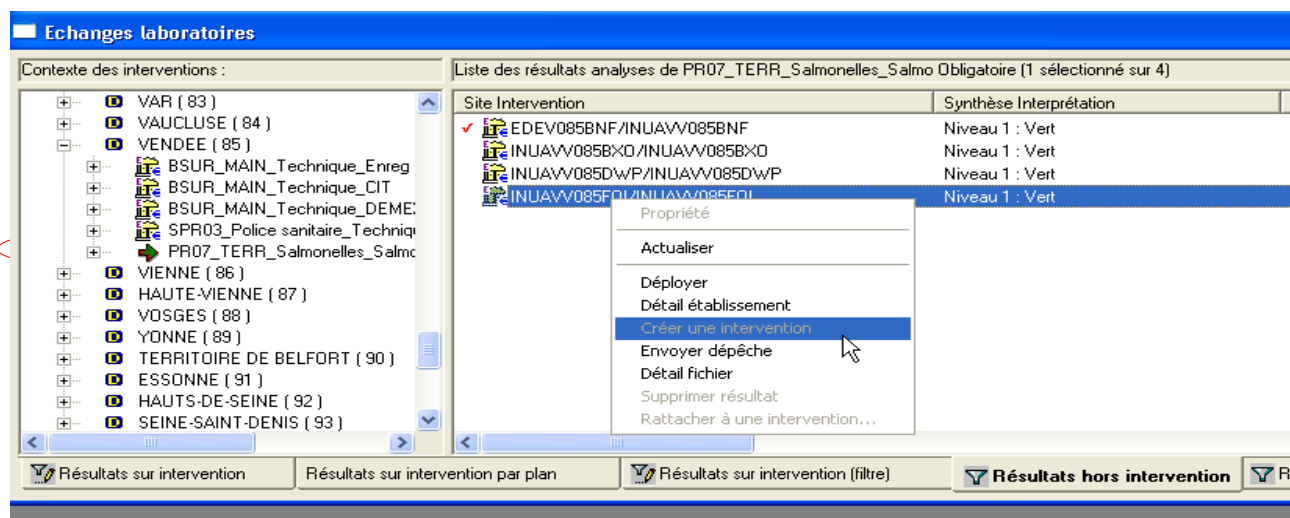 Echanges laboratoires
Contexte des interventions :
VAR ( 83 )
VAUCLUSE ( 84 )
VENDEE ( 85 )
BSUR_MAIN_Technique_Enreg
BSUR_MAIN_Technique_CIT
BSUR_MAIN_Technique_DEME
SPR03_Police sanitaire_Techniqu
PR07_TERR_Salmonelles_Salmo
VIENNE ( 86 )
HAUTE-VIENNE ( 87 )
VOSGES ( 88 )
YONNE ( 89 )
TERRITOIRE DE BELFORT ( 90 )
ESSONNE ( 91 )
HAUTS-DE-SEINE ( 92 )
SEINE-SAINT-DENIS ( 93 )
Liste des résultats analyses de PR07_TERR_Salmonelles_Salmo Obligatoire (1 sélectionné sur 4)
Site Intervention Synthèse Interprétation
EDEV085BNF/INUAVV085BNF Niveau 1 : Vert
INUAVV085BXO/INUAVV085BXO Niveau 1 : Vert
INUAVV085DWP/INUAVV085DWP Niveau 1 : Vert
Niveau 1 : Vert
Propriété
Actualiser
Déployer
Détail établissement
Créer une intervention
Envoyer dépêche
Détail fichier
Supprimer résultat
Rattacher à une intervention...
Résultats sur intervention Résultats sur intervention par plan Résultats sur intervention (filtre) Résultats hors intervention R